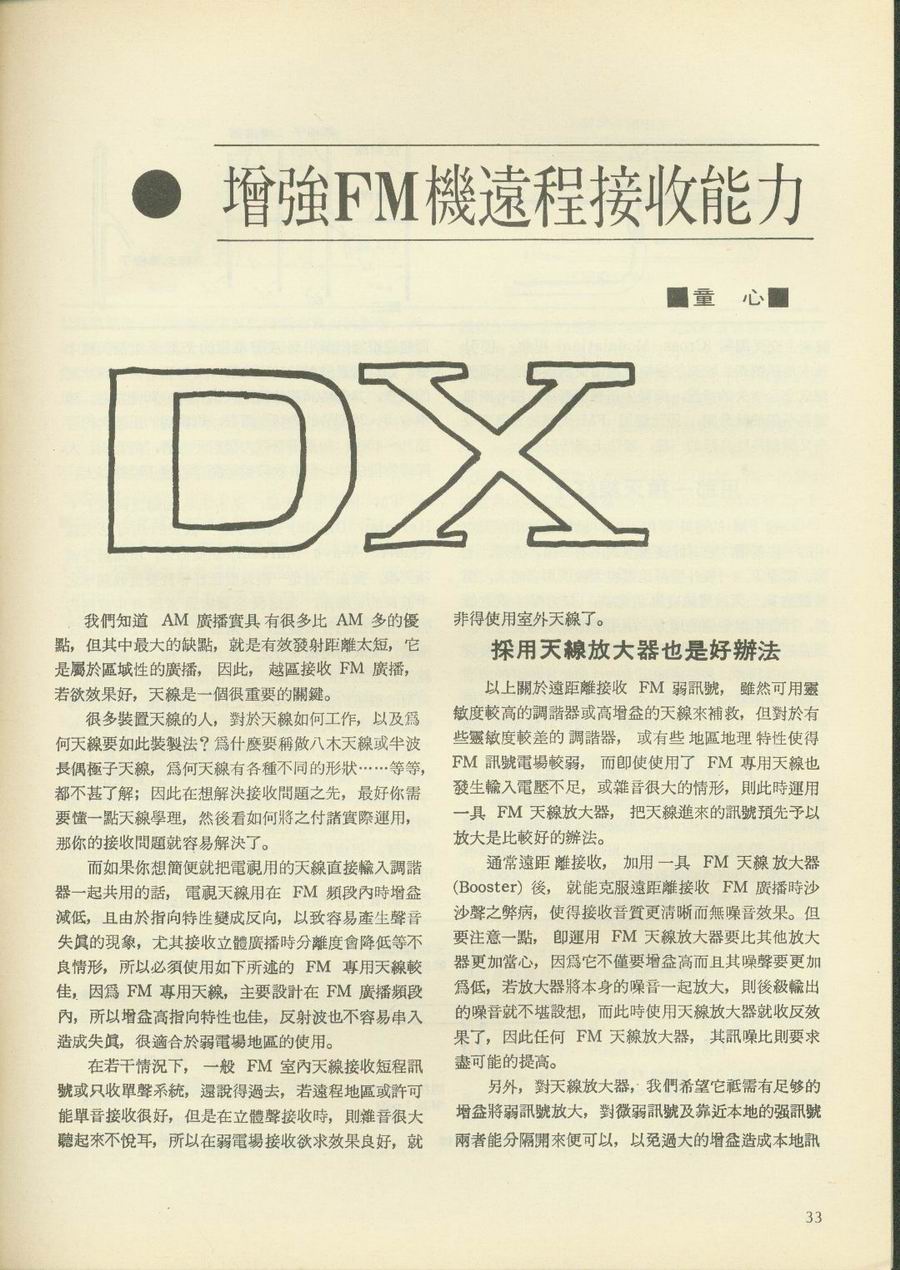 ●增強FM機遠程接收能力
■童　心■
DX
我們知道 AM 廣播實具有很多比 AM 多的優
點，但其中最大的缺點，就是有效發射距離太短，它
是屬於區域性的廣播，因此，越區接收 FM 廣播，
若欲效果好，天線是一個很重要的關鍵。
很多裝置天線的人，對於天線如何工作，以及爲
何天線要如此裝製法？爲什麽要稱做八木天線或半波
長偶極子天線，爲何天線有各種不同的形狀……等等，
都不甚了解；因此在想解決接收問題之先，最好你需
要懂一點天線學理，然後看如何將之付諸實際運用，
那你的接收問題就容易解決了。
而如果你想簡便就把電視用的天線直接輸入調諧
器一起共用的話，電視天線用在 FM 頻段內時增益
減低，且由於指向特性變成反向，以致容易產生聲音
失眞的現象，尤其接收立體廣播時分離度會降低等不
良情形，所以必須使用如下所述的 FM 專用天線較
佳，因爲 FM 專用天線，主要設計在 FM 廣播頻段
內，所以增益高指向特性也佳，反射波也不容易串入
造成失眞，很適合於弱電場地區的使用。
在若干情況下，一般 FM 室內天線接收短程訊
號或只收單聲系統，還說得過去，若遠程地區或許可
能單音接收很好，但是在立體聲接收時，則雜音很大
聽起來不悅耳，所以在弱電場接收欲求效果良好，就
非得使用室外天線了。
採用天線放大器也是好辦法
以上關於遠距離接收 FM 弱訊號，雖然可用靈
敏度較高的調諧器或高增益的天線來補救，但對於有
些靈敏度較差的調諧器，或有些地區地理特性使得
FM 訊號電場較弱，而卽使使用了 FM 專用天線也
發生輸入電壓不足，或雜音很大的情形，則此時運用
一具 FM 天線放大器，把天線進來的訊號預先予以
放大是比較好的辦法。
通常遠距離接收，加用一具 FM 天線放大器
(Booster) 後，就能克服遠距離接收 FM 廣播時沙
沙聲之弊病，使得接收音質更清晰而無噪音效果。但
要注意一點，卽運用 FM 天線放大器要比其他放大
器更加當心，因爲它不僅要增益高而且其噪聲要更加
爲低，若放大器將本身的噪音一起放大，則後級輸出
的噪音就不堪設想，而此時使用天線放大器就收反效
果了，因此任何 FM 天線放大器，其訊噪比則要求
盡可能的提高。
另外，對天線放大器，我們希望它祗需有足够的
增益將弱訊號放大，對微弱訊號及靠近本地的强訊號
兩者能分隔開來便可以，以免過大的增益造成本地訊
33